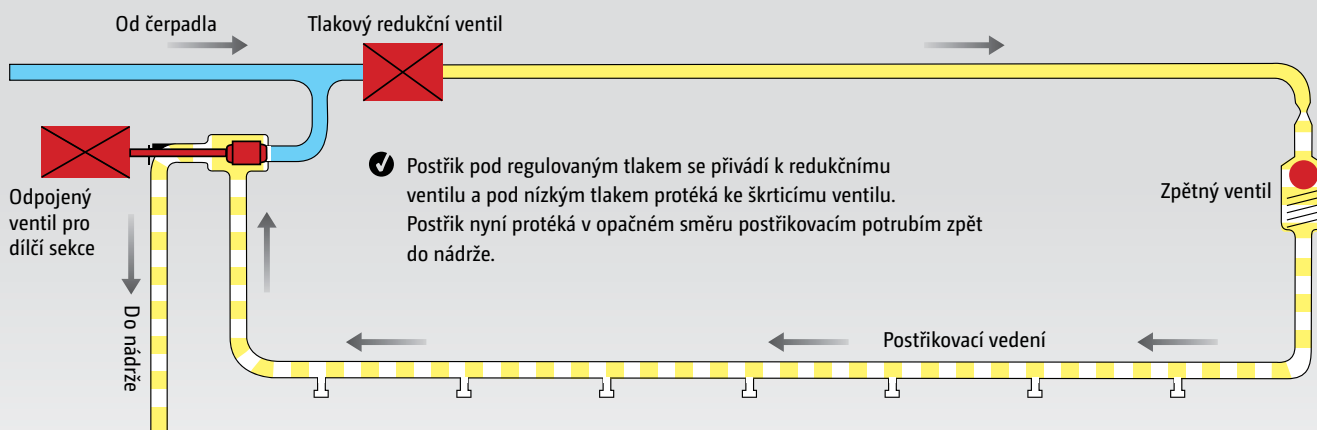 Od čerpadla
Tlakový redukční ventil
Postřik pod regulovaným tlakem se přivádí k redukčnímu
ventilu a pod nízkým tlakem protéká ke škrticímu ventilu.
Postřik nyní protéká v opačném směru postřikovacím potrubím zpět
do nádrže.
Zpětný ventil
Odpojený
ventil pro
dílčí sekce
Do nádrže
Postřikovací vedení